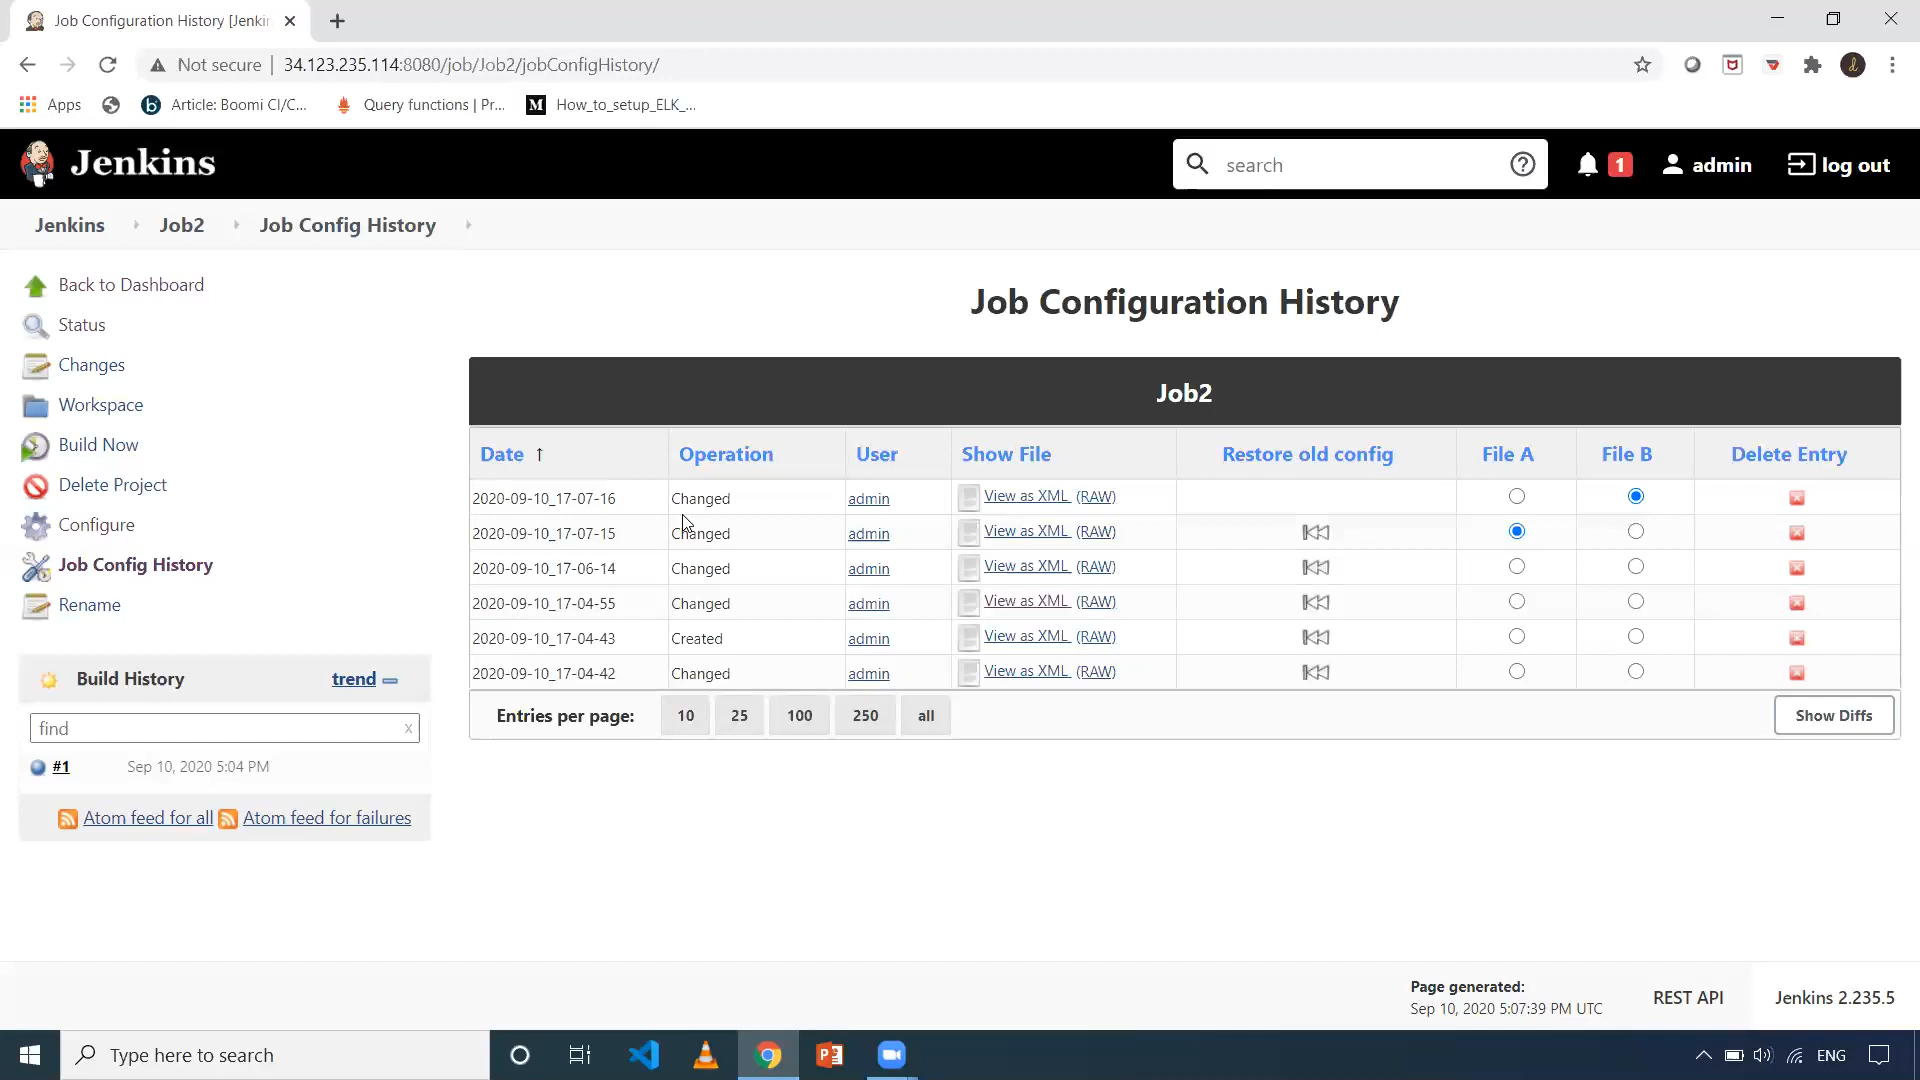 Job Configuration History [Jenki
Not secure | 34.123.235.114:8080/job/Job2/jobConfigHistory/
d
Apps
b Article: Boomi CI/C...
Query functions | Pr...
M How_to_setup_ELK_...
Jenkins
search
1
admin
log out
Jenkins
Job2
Job Config History
Back to Dashboard
Status
Changes
Workspace
Build Now
Delete Project
Configure
Job Config History
Rename
Build History
trend
find
x
#1 Sep 10, 2020 5:04 PM
Atom feed for all Atom feed for failures
Job Configuration History
Job2
Date ↑ Operation User Show File Restore old config File A File B Delete Entry
2020-09-10_17-07-16 Changed admin View as XML (RAW)
2020-09-10_17-07-15 Changed admin View as XML (RAW)
2020-09-10_17-06-14 Changed admin View as XML (RAW)
2020-09-10_17-04-55 Changed admin View as XML (RAW)
2020-09-10_17-04-43 Created admin View as XML (RAW)
2020-09-10_17-04-42 Changed admin View as XML (RAW)
Entries per page: 10 25 100 250 all
Show Diffs
Page generated:
Sep 10, 2020 5:07:39 PM UTC
REST API
Jenkins 2.235.5
Type here to search
ENG